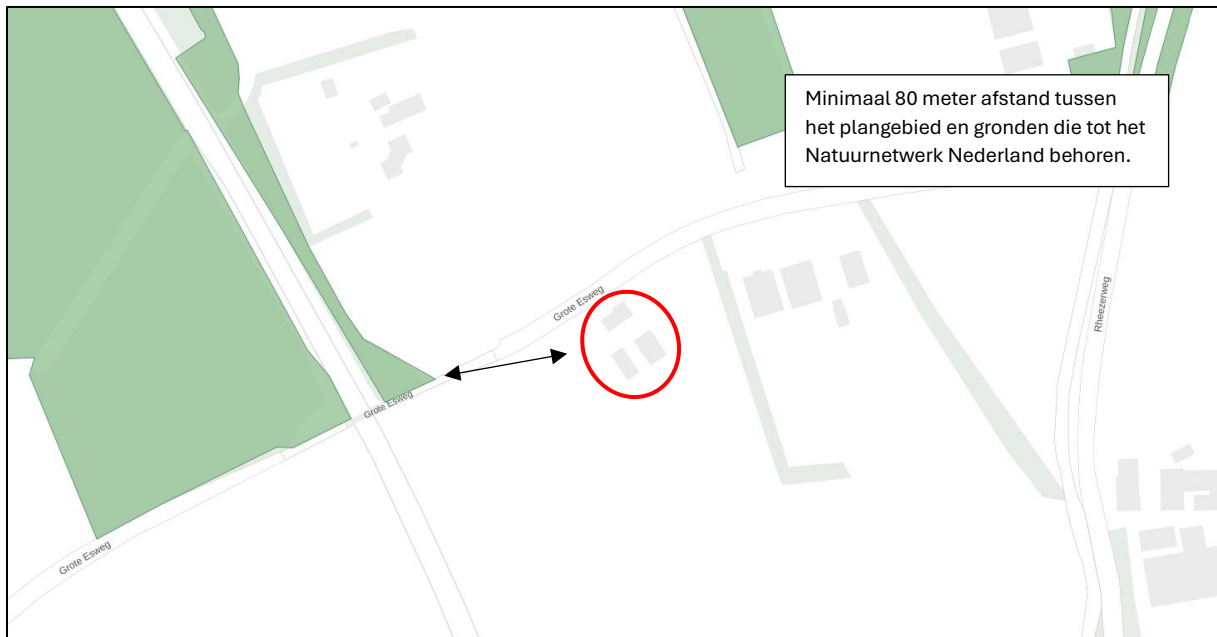 Minimaal 80 meter afstand tussen
het plangebied en gronden die tot het
Natuurnetwerk Nederland behoren.
Grote Esweg
Rheezerweg
Grote Esweg
Grote Esweg